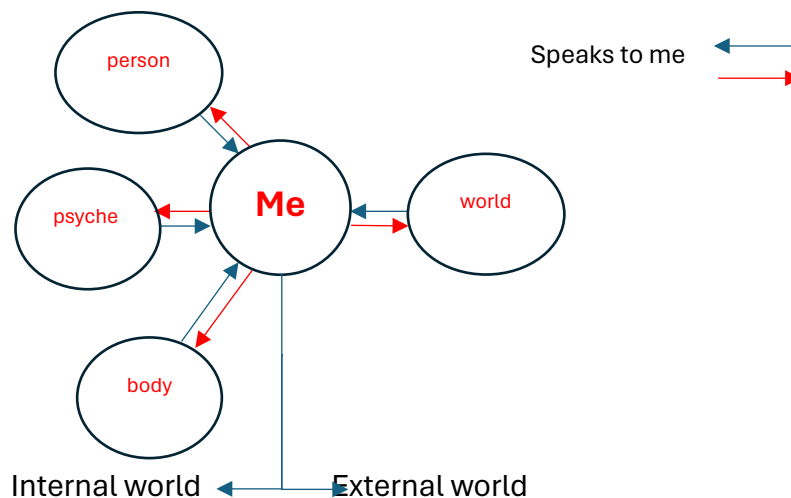 person
Speaks to me
Me
world
psyche
body
Internal world
External world